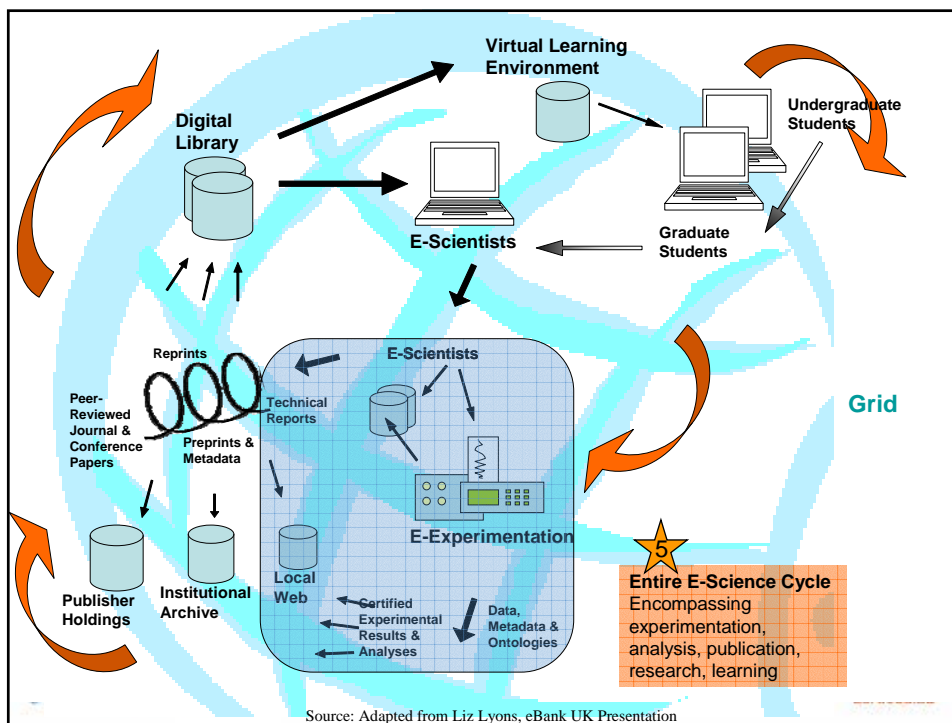 Virtual Learning
Environment
Undergraduate
Students
Digital
Library
E-Scientists
Graduate
Students
Grid
Reprints
E-Scientists
Peer-
Reviewed
Journal &
Conference
Papers
Technical
Reports
Preprints &
Metadata
E-Experimentation
Publisher
Holdings
Institutional
Archive
Local
Web
Certified
Experimental
Results &
Analyses
Data,
Metadata &
Ontologies
5
Entire E-Science Cycle
Encompassing
experimentation,
analysis, publication,
research, learning
Source: Adapted from Liz Lyons, eBank UK Presentation